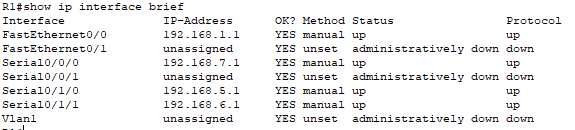 R1#show ip interface brief
Interface IP-Address OK? Method Status Protocol
FastEthernet0/0 192.168.1.1 YES manual up up
FastEthernet0/1 unassigned YES unset administratively down down
Serial0/0/0 192.168.7.1 YES manual up up
Serial0/0/1 unassigned YES unset administratively down down
Serial0/1/0 192.168.5.1 YES manual up up
Serial0/1/1 192.168.6.1 YES manual up up
Vlan1 unassigned YES unset administratively down down